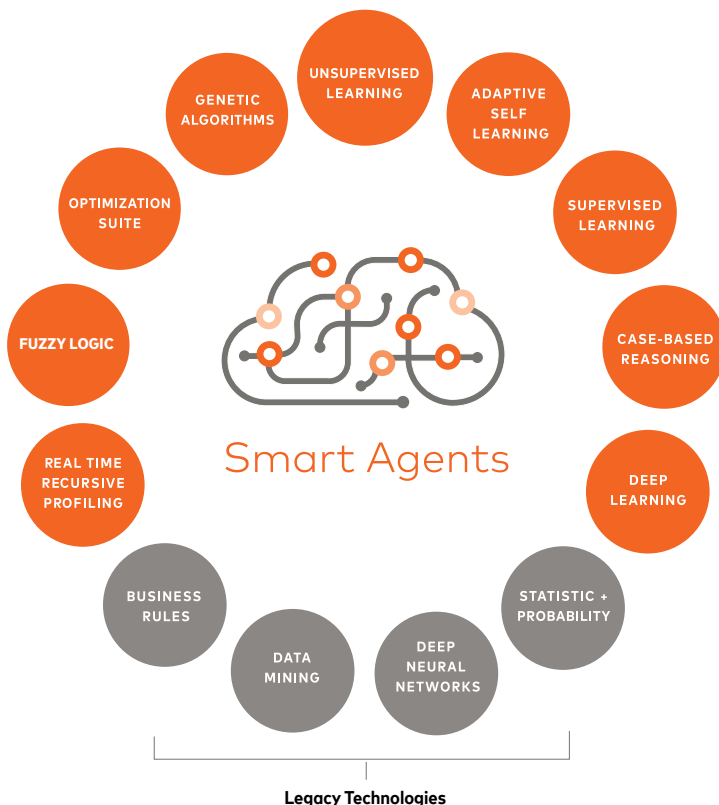 UNSUPERVISED
LEARNING
GENETIC
ALGORITHMS
ADAPTIVE
SELF
LEARNING
OPTIMIZATION
SUITE
SUPERVISED
LEARNING
FUZZY LOGIC
CASE-BASED
REASONING
Smart Agents
REAL TIME
RECURSIVE
PROFILING
DEEP
LEARNING
BUSINESS
RULES
STATISTIC +
PROBABILITY
DATA
MINING
DEEP
NEURAL
NETWORKS
Legacy Technologies